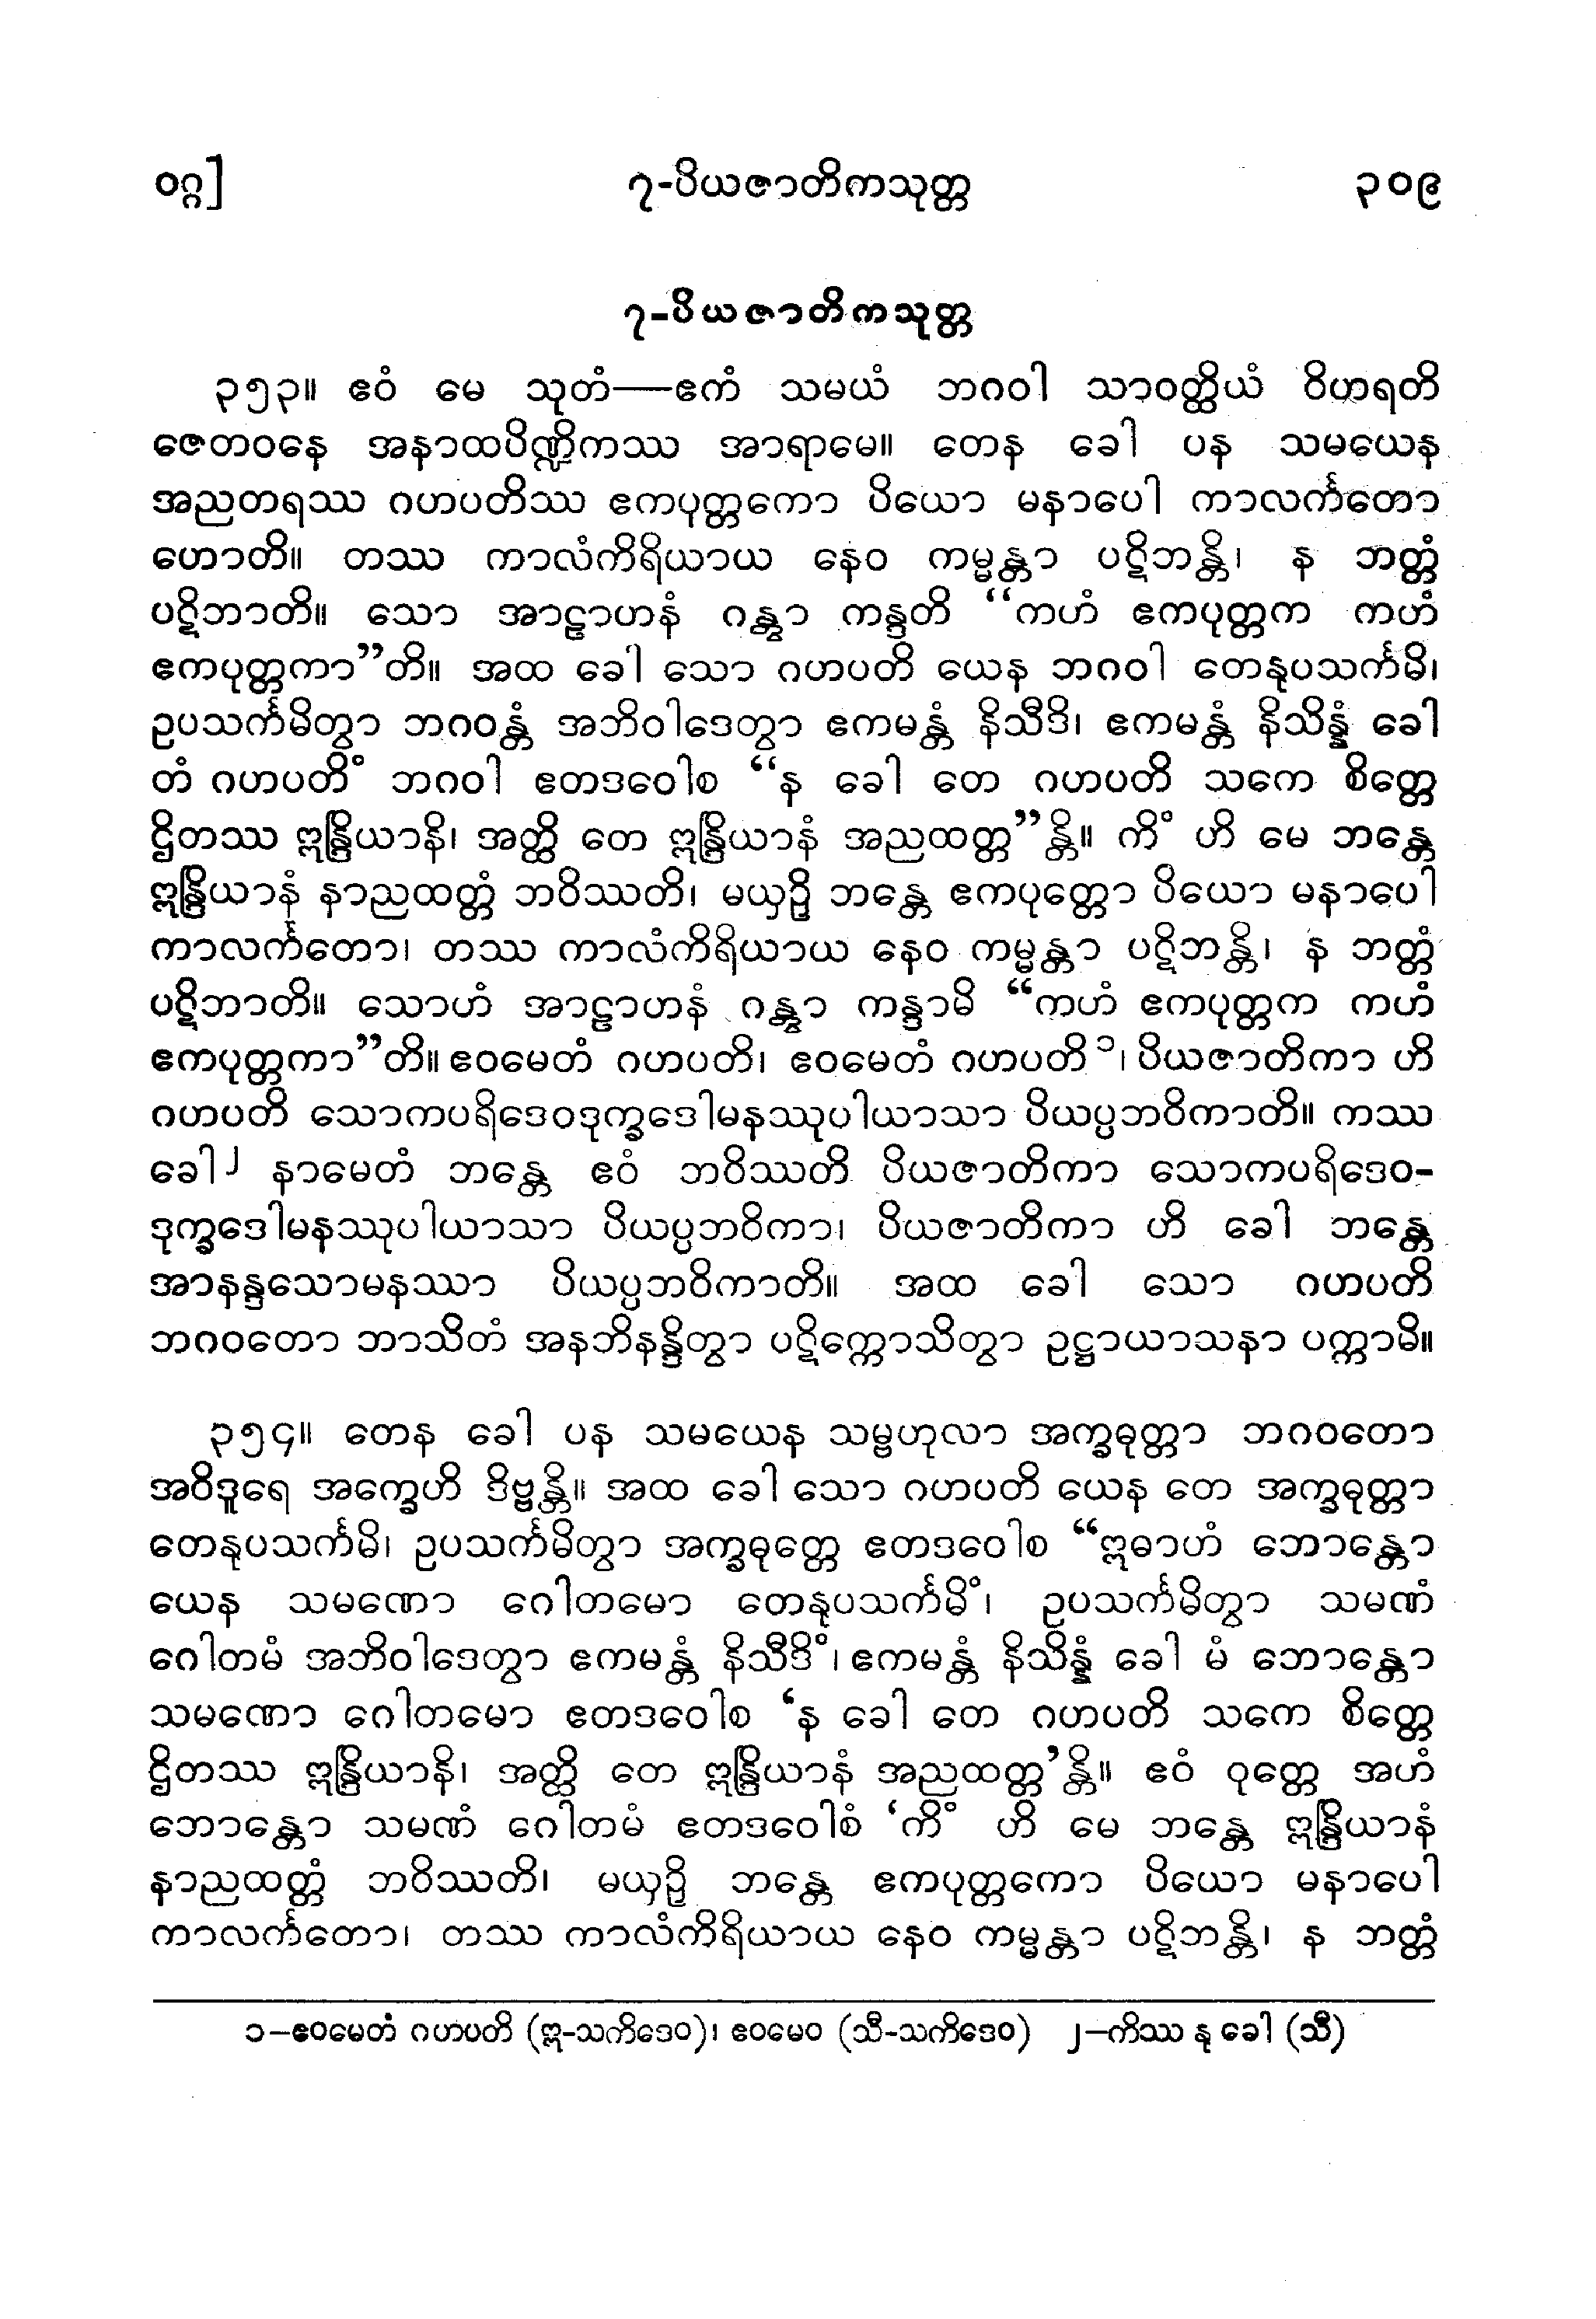 ဝဂ္ဂ] ၇-ပိယဇာတိကသုတ္တ ၃၀၉
၇-ပိယဇာတိကသုတ္တ
၃၅၃။ ဧဝံ မေ သုတံ—ဧကံ သမယံ ဘဂဝါ သာဝတ္ထိယံ ဝိဟရတိ
ဇေတဝနေ အနာထပိဏ္ဍိကဿ အာရာမေ။ တေန ခေါ ပန သမယေန
အညတရဿ ဂဟပတိဿ ဧကပုတ္တကော ပိယော မနာပေါ ကာလင်္ကတော
ဟောတိ။ တဿ ကာလံကိရိယာယ နေဝ ကမ္မန္တာ ပဋိဘန္တိ၊ န ဘတ္တံ
ပဋိဘာတိ။ သော အာဠာဟနံ ဂန္တွာ ကန္ဒတိ “ကဟံ ဧကပုတ္တက ကဟံ
ဧကပုတ္တကာ”တိ။ အထ ခေါ သော ဂဟပတိ ယေန ဘဂဝါ တေနုပသင်္ကမိ၊
ဥပသင်္ကမိတွာ ဘဂဝန္တံ အဘိဝါဒေတွာ ဧကမန္တံ နိသီဒိ၊ ဧကမန္တံ နိသိန္နံ ခေါ
တံ ဂဟပတိံ ဘဂဝါ ဧတဒဝေါစ “န ခေါ တေ ဂဟပတိ သကေ စိတ္တေ
ဌိတဿ ဣန္ဒြိယာနိ၊ အတ္ထိ တေ ဣန္ဒြိယာနံ အညထတ္တ”န္တိ။ ကိံ ဟိ မေ ဘန္တေ
ဣန္ဒြိယာနံ နာညထတ္တံ ဘဝိဿတိ၊ မယှဉှိ ဘန္တေ ဧကပုတ္တော ပိယော မနာပေါ
ကာလင်္ကတော၊ တဿ ကာလံကိရိယာယ နေဝ ကမ္မန္တာ ပဋိဘန္တိ၊ န ဘတ္တံ
ပဋိဘာတိ။ သောဟံ အာဠာဟနံ ဂန္တွာ ကန္ဒာမိ “ကဟံ ဧကပုတ္တက ကဟံ
ဧကပုတ္တကာ”တိ။ ဧဝမေတံ ဂဟပတိ၊ ဧဝမေတံ ဂဟပတိ ၁၊ ပိယဇာတိကာ ဟိ
ဂဟပတိ သောကပရိဒေဝဒုက္ခဒေါမနဿုပါယာသာ ပိယပ္ပဘဝိကာတိ။ ကဿ
ခေါ ၂ နာမေတံ ဘန္တေ ဧဝံ ဘဝိဿတိ ပိယဇာတိကာ သောကပရိဒေဝ-
ဒုက္ခဒေါမနဿုပါယာသာ ပိယပ္ပဘဝိကာ၊ ပိယဇာတိကာ ဟိ ခေါ ဘန္တေ
အာနန္ဒသောမနဿာ ပိယပ္ပဘဝိကာတိ။ အထ ခေါ သော ဂဟပတိ
ဘဂဝတော ဘာသိတံ အနဘိနန္ဒိတွာ ပဋိက္ကောသိတွာ ဥဋ္ဌာယာသနာ ပက္ကာမိ။
၃၅၄။ တေန ခေါ ပန သမယေန သမ္ဗဟုလာ အက္ခဓုတ္တာ ဘဂဝတော
အဝိဒူရေ အက္ခေဟိ ဒိဗ္ဗန္တိ။ အထ ခေါ သော ဂဟပတိ ယေန တေ အက္ခဓုတ္တာ
တေနုပသင်္ကမိ၊ ဥပသင်္ကမိတွာ အက္ခဓုတ္တေ ဧတဒဝေါစ “ဣဓာဟံ ဘောန္တော
ယေန သမဏော ဂေါတမော တေနုပသင်္ကမိံ၊ ဥပသင်္ကမိတွာ သမဏံ
ဂေါတမံ အဘိဝါဒေတွာ ဧကမန္တံ နိသီဒိံ၊ ဧကမန္တံ နိသိန္နံ ခေါ မံ ဘောန္တော
သမဏော ဂေါတမော ဧတဒဝေါစ ‘န ခေါ တေ ဂဟပတိ သကေ စိတ္တေ
ဌိတဿ ဣန္ဒြိယာနိ၊ အတ္ထိ တေ ဣန္ဒြိယာနံ အညထတ္တ’န္တိ။ ဧဝံ ဝုတ္တေ အဟံ
ဘောန္တော သမဏံ ဂေါတမံ ဧတဒဝေါစံ ‘ကိံ ဟိ မေ ဘန္တေ ဣန္ဒြိယာနံ
နာညထတ္တံ ဘဝိဿတိ၊ မယှဉှိ ဘန္တေ ဧကပုတ္တကော ပိယော မနာပေါ
ကာလင်္ကတော၊ တဿ ကာလံကိရိယာယ နေဝ ကမ္မန္တာ ပဋိဘန္တိ၊ န ဘတ္တံ
၁—ဧဝမေတံ ဂဟပတိ (ဣ-သကိဒေဝ)၊ ဧဝမေဝ (သီ-သကိဒေဝ) ၂—ကိဿ နု ခေါ (သီ)